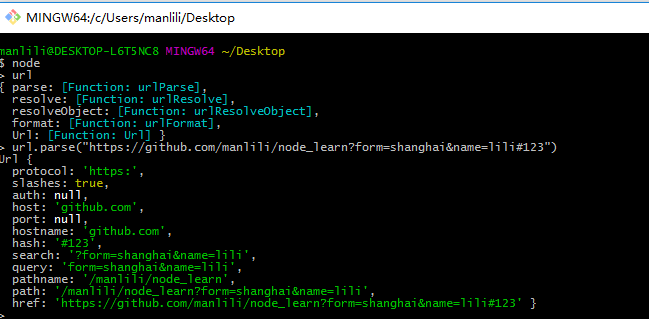 MINGW64:/c/Users/manlili/Desktop
manlili@DESKTOP-L6T5NC8 MINGW64 ~/Desktop
$ node
> url
{ parse: [Function: urlParse],
  resolve: [Function: urlResolve],
  resolveObject: [Function: urlResolveObject],
  format: [Function: urlFormat],
  Url: [Function: Url] }
> url.parse("https://github.com/manlili/node_learn?form=shanghai&name=lili#123")
Url {
  protocol: 'https:',
  slashes: true,
  auth: null,
  host: 'github.com',
  port: null,
  hostname: 'github.com',
  hash: '#123',
  search: '?form=shanghai&name=lili',
  query: 'form=shanghai&name=lili',
  pathname: '/manlili/node_learn',
  path: '/manlili/node_learn?form=shanghai&name=lili',
  href: 'https://github.com/manlili/node_learn?form=shanghai&name=lili#123' }
>